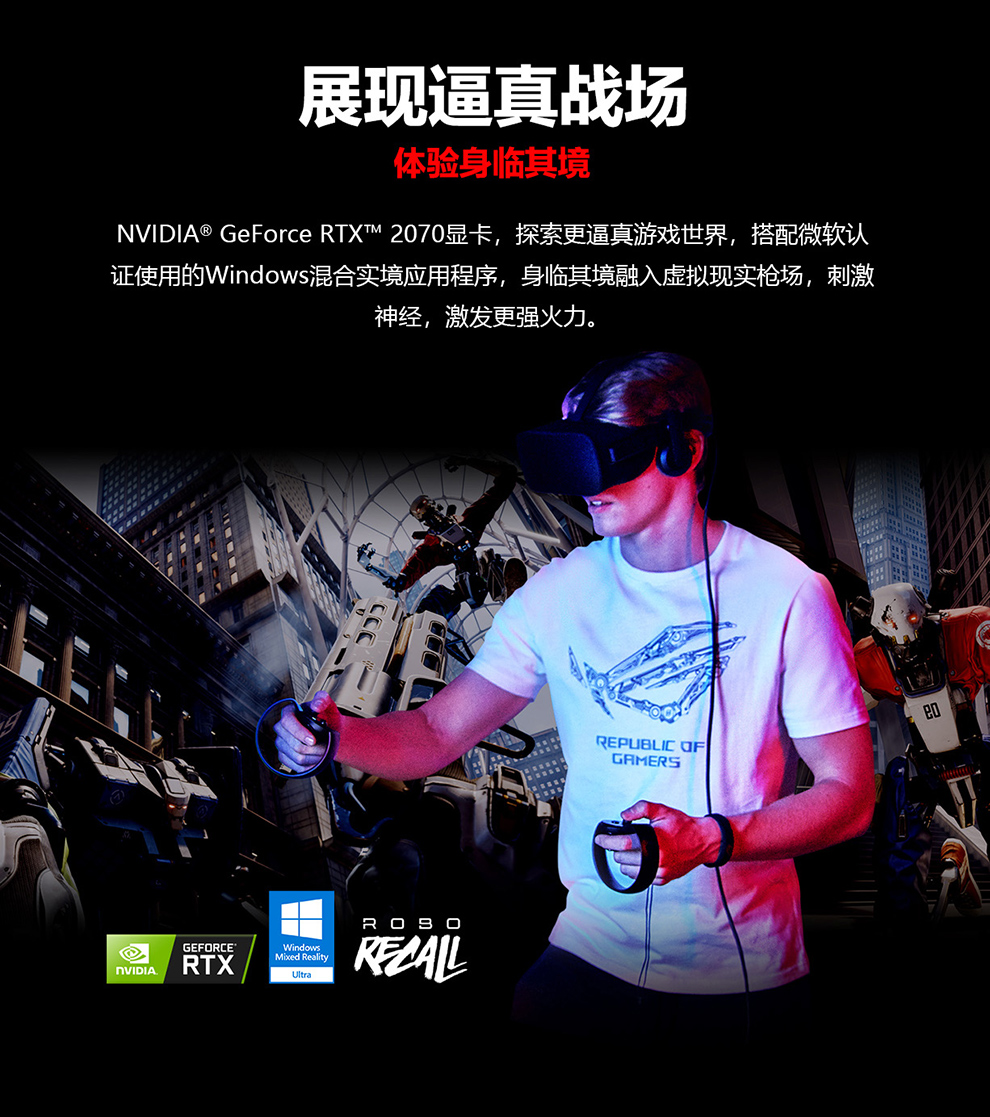 展现逼真战场
体验身临其境
NVIDIA® GeForce RTX™ 2070显卡，探索更逼真游戏世界，搭配微软认
证使用的Windows混合实境应用程序，身临其境融入虚拟现实枪场，刺激
神经，激发更强火力。
REPUBLIC OF
GAMERS
NVIDIA.
GEFORCE®
RTX
Windows
Mixed Reality
Ultra
ROBO
RECALL